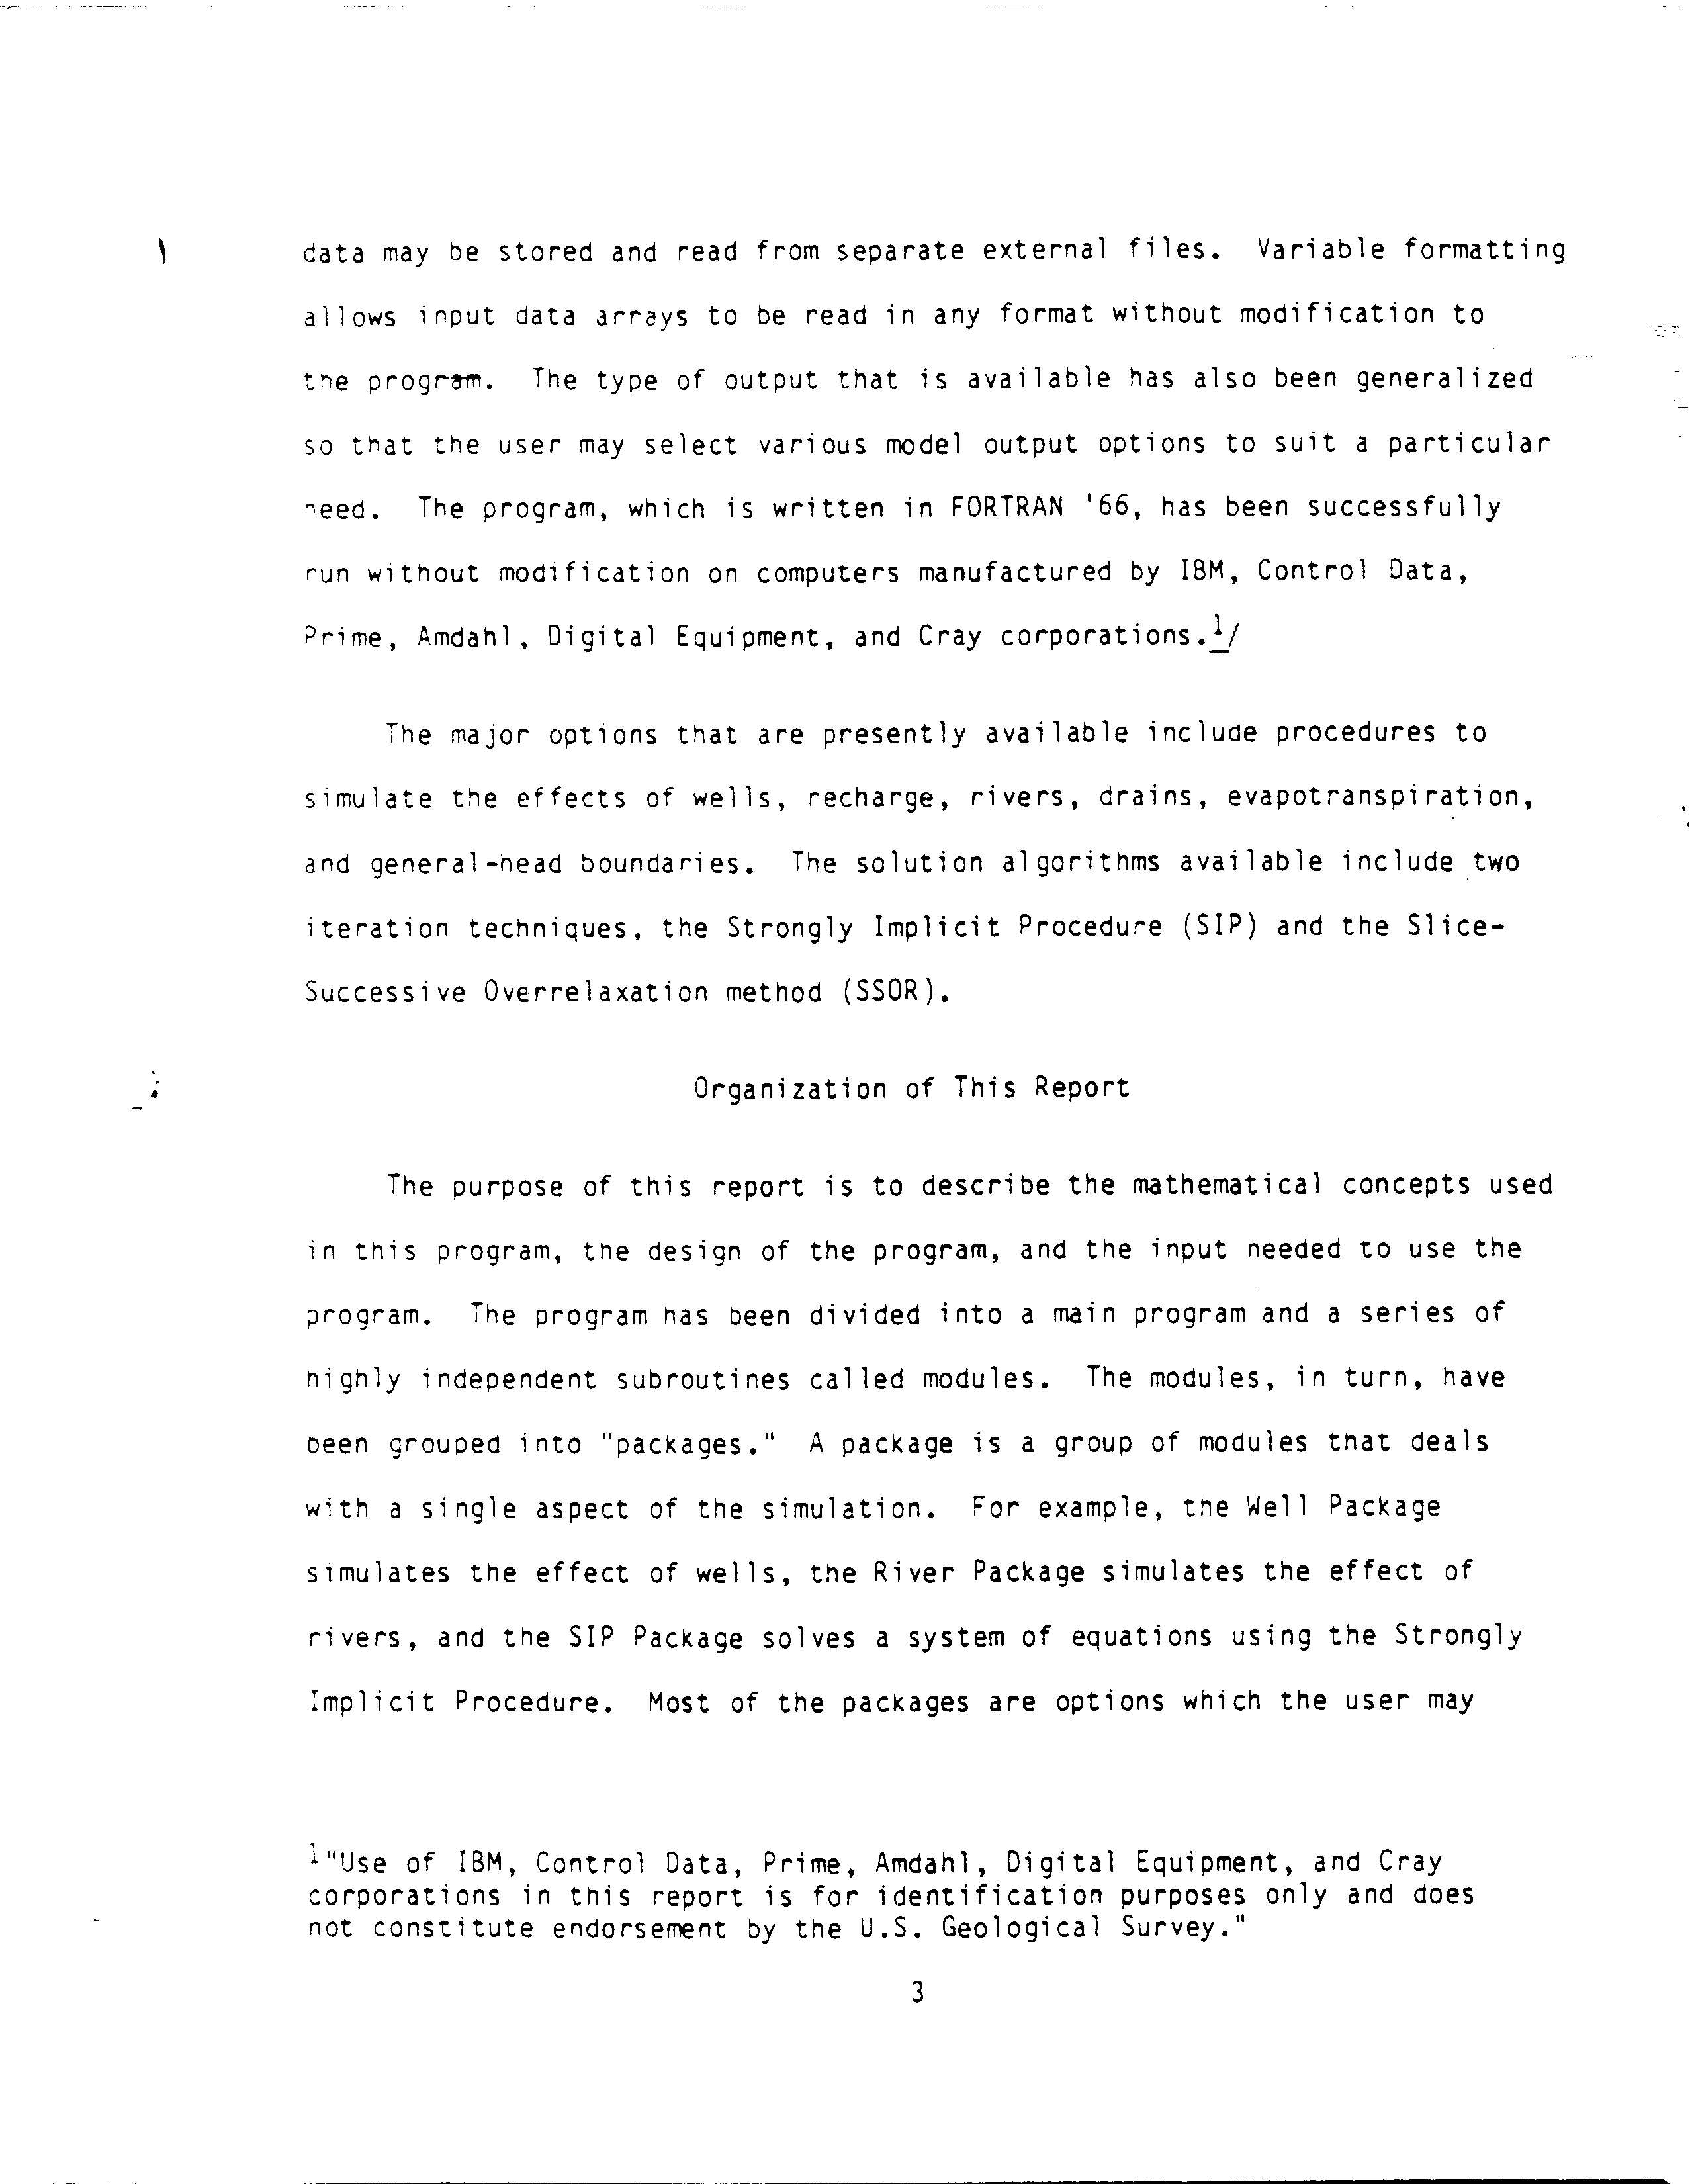 data may be stored and read from separate external files.  Variable formatting
allows input data arrays to be read in any format without modification to
the program.  The type of output that is available has also been generalized
so that the user may select various model output options to suit a particular
need.  The program, which is written in FORTRAN '66, has been successfully
run without modification on computers manufactured by IBM, Control Data,
Prime, Amdahl, Digital Equipment, and Cray corporations.1/
The major options that are presently available include procedures to
simulate the effects of wells, recharge, rivers, drains, evapotranspiration,
and general-head boundaries.  The solution algorithms available include two
iteration techniques, the Strongly Implicit Procedure (SIP) and the Slice-
Successive Overrelaxation method (SSOR).
Organization of This Report
The purpose of this report is to describe the mathematical concepts used
in this program, the design of the program, and the input needed to use the
program.  The program has been divided into a main program and a series of
highly independent subroutines called modules.  The modules, in turn, have
been grouped into "packages."  A package is a group of modules that deals
with a single aspect of the simulation.  For example, the Well Package
simulates the effect of wells, the River Package simulates the effect of
rivers, and the SIP Package solves a system of equations using the Strongly
Implicit Procedure.  Most of the packages are options which the user may
1"Use of IBM, Control Data, Prime, Amdahl, Digital Equipment, and Cray
corporations in this report is for identification purposes only and does
not constitute endorsement by the U.S. Geological Survey."
3